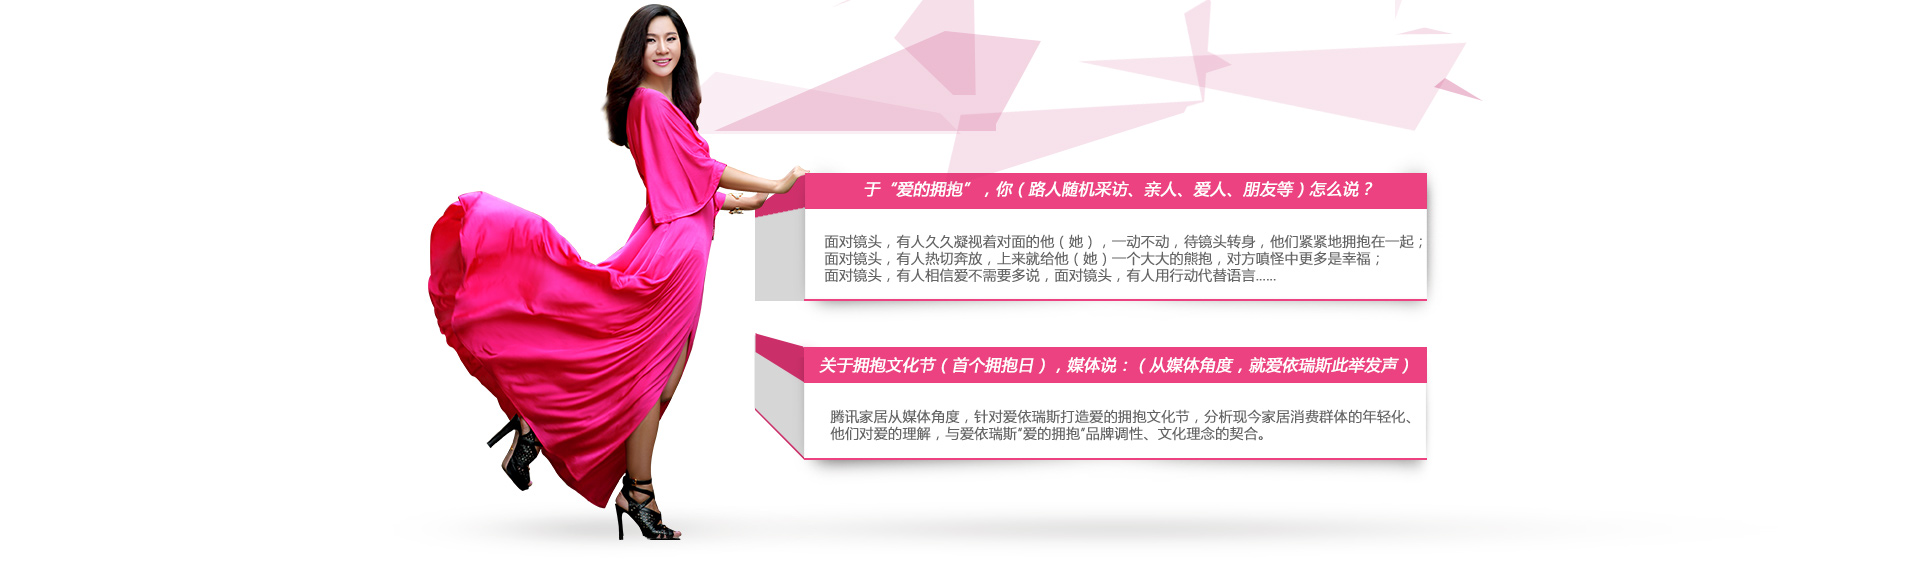 于“爱的拥抱”，你（路人随机采访、亲人、爱人、朋友等）怎么说？
面对镜头，有人久久凝视着对面的他（她），一动不动，待镜头转身，他们紧紧地拥抱在一起；
面对镜头，有人热切奔放，上来就给他（她）一个大大的熊抱，对方嗔怪中更多是幸福；
面对镜头，有人相信爱不需要多说，面对镜头，有人用行动代替语言……
关于拥抱文化节（首个拥抱日），媒体说：（从媒体角度，就爱依瑞斯此举发声）
腾讯家居从媒体角度，针对爱依瑞斯打造爱的拥抱文化节，分析现今家居消费群体的年轻化、
他们对爱的理解，与爱依瑞斯“爱的拥抱”品牌调性、文化理念的契合。